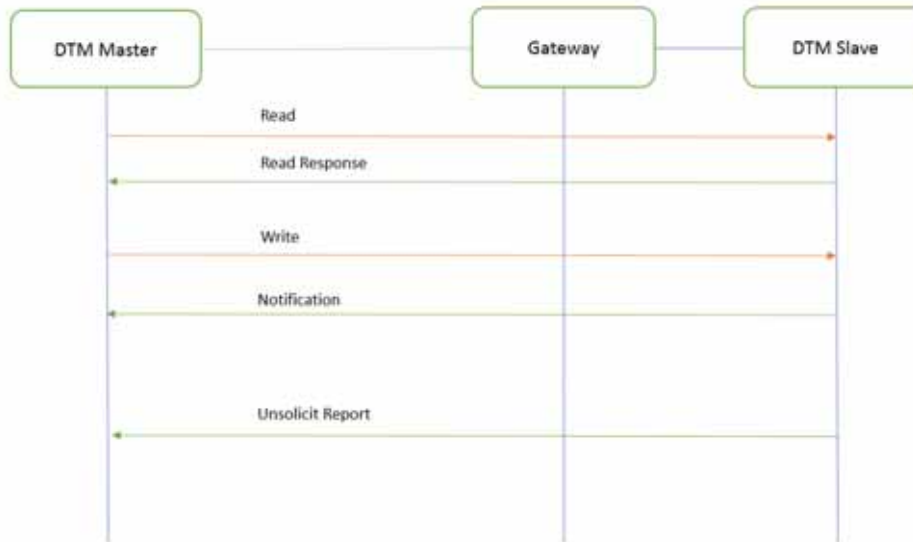 DTM Master
Gateway
DTM Slave
Read
Read Response
Write
Notification
Unsolicit Report